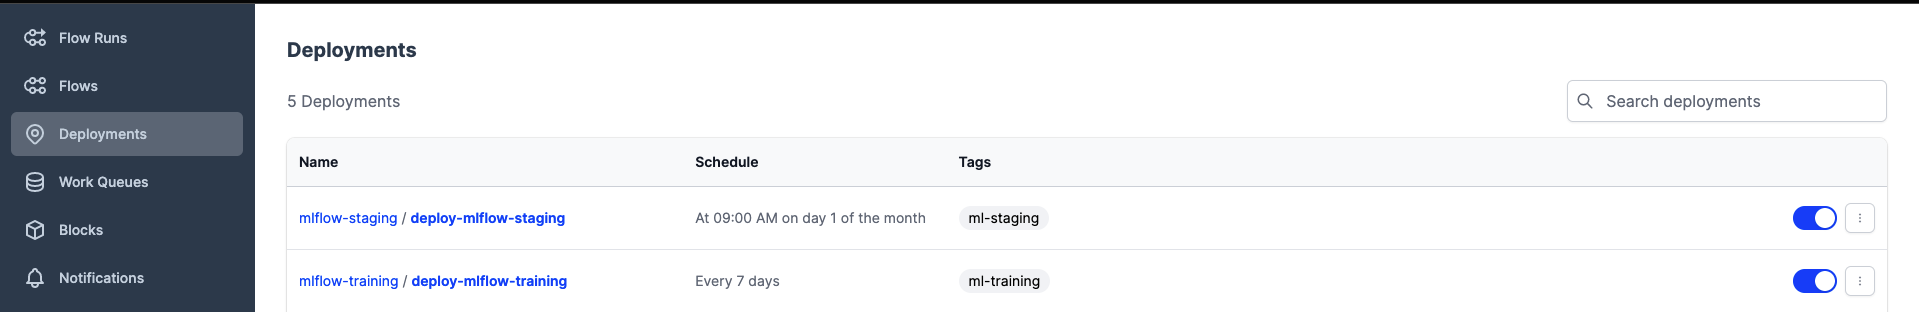 Flow Runs
Flows
Deployments
Work Queues
Blocks
Notifications
Deployments
5 Deployments
Search deployments
Name Schedule Tags
mlflow-staging / deploy-mlflow-staging At 09:00 AM on day 1 of the month ml-staging
mlflow-training / deploy-mlflow-training Every 7 days ml-training